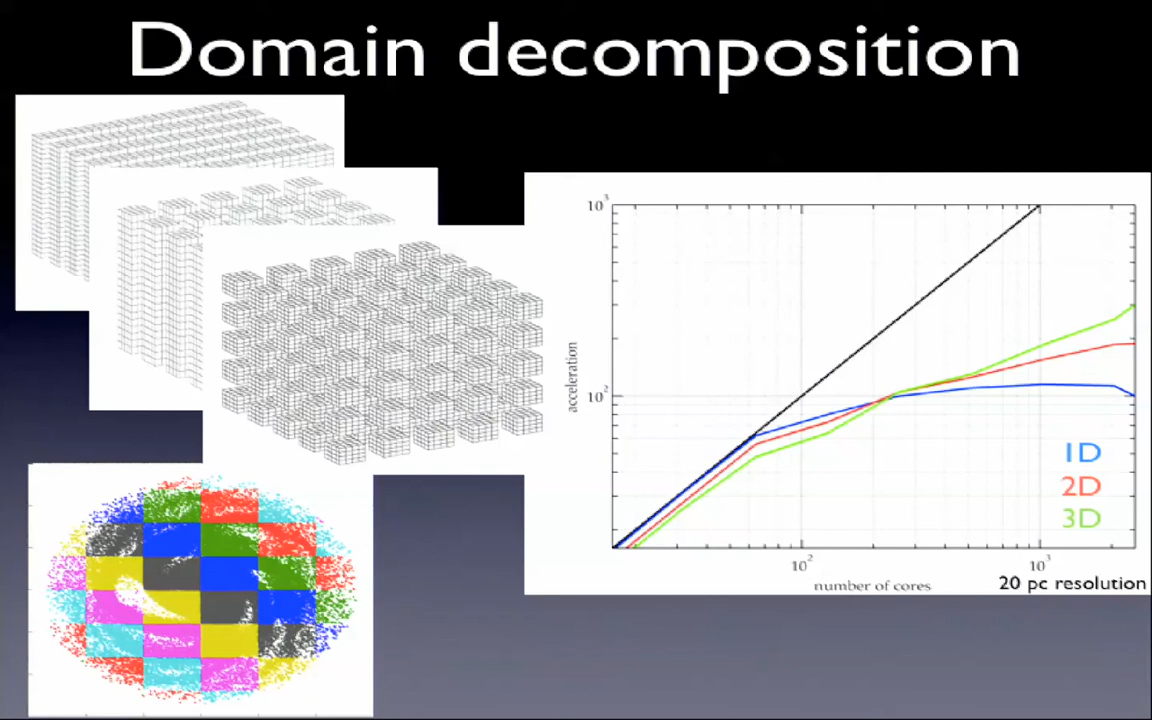 Domain decomposition
10³
10²
acceleration
1D
2D
3D
10² 10³
number of cores
20 pc resolution